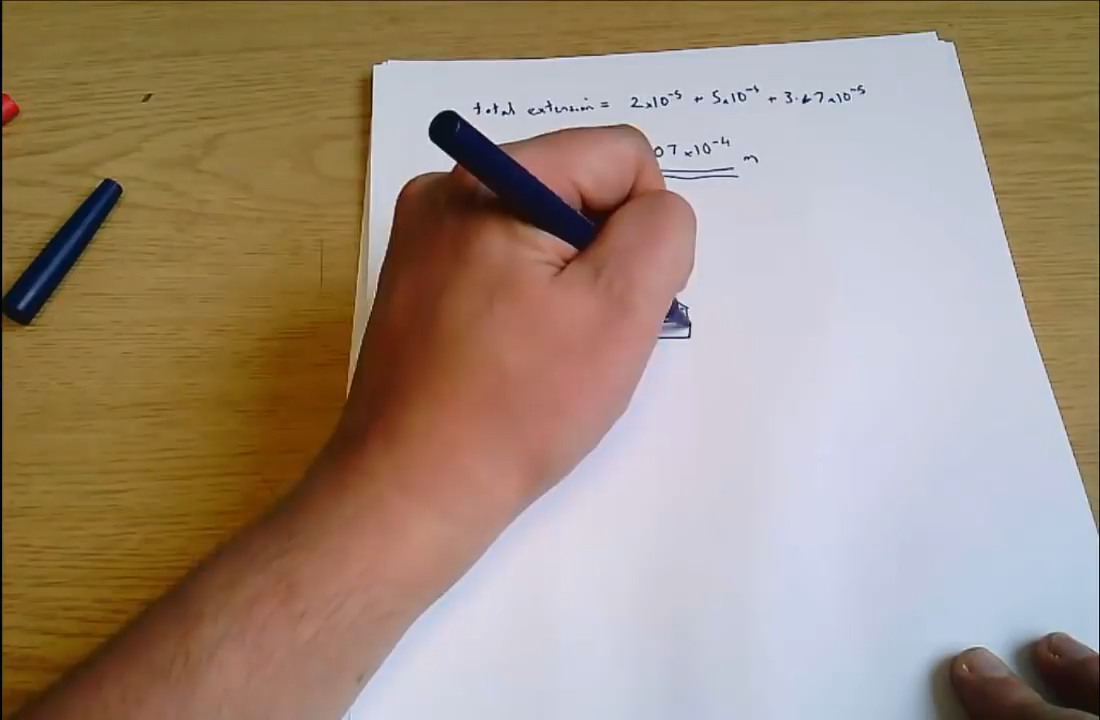 total extension = 2x10⁻⁵ + 5x10⁻⁵ + 3.67x10⁻⁵
07 x10⁻⁴ m